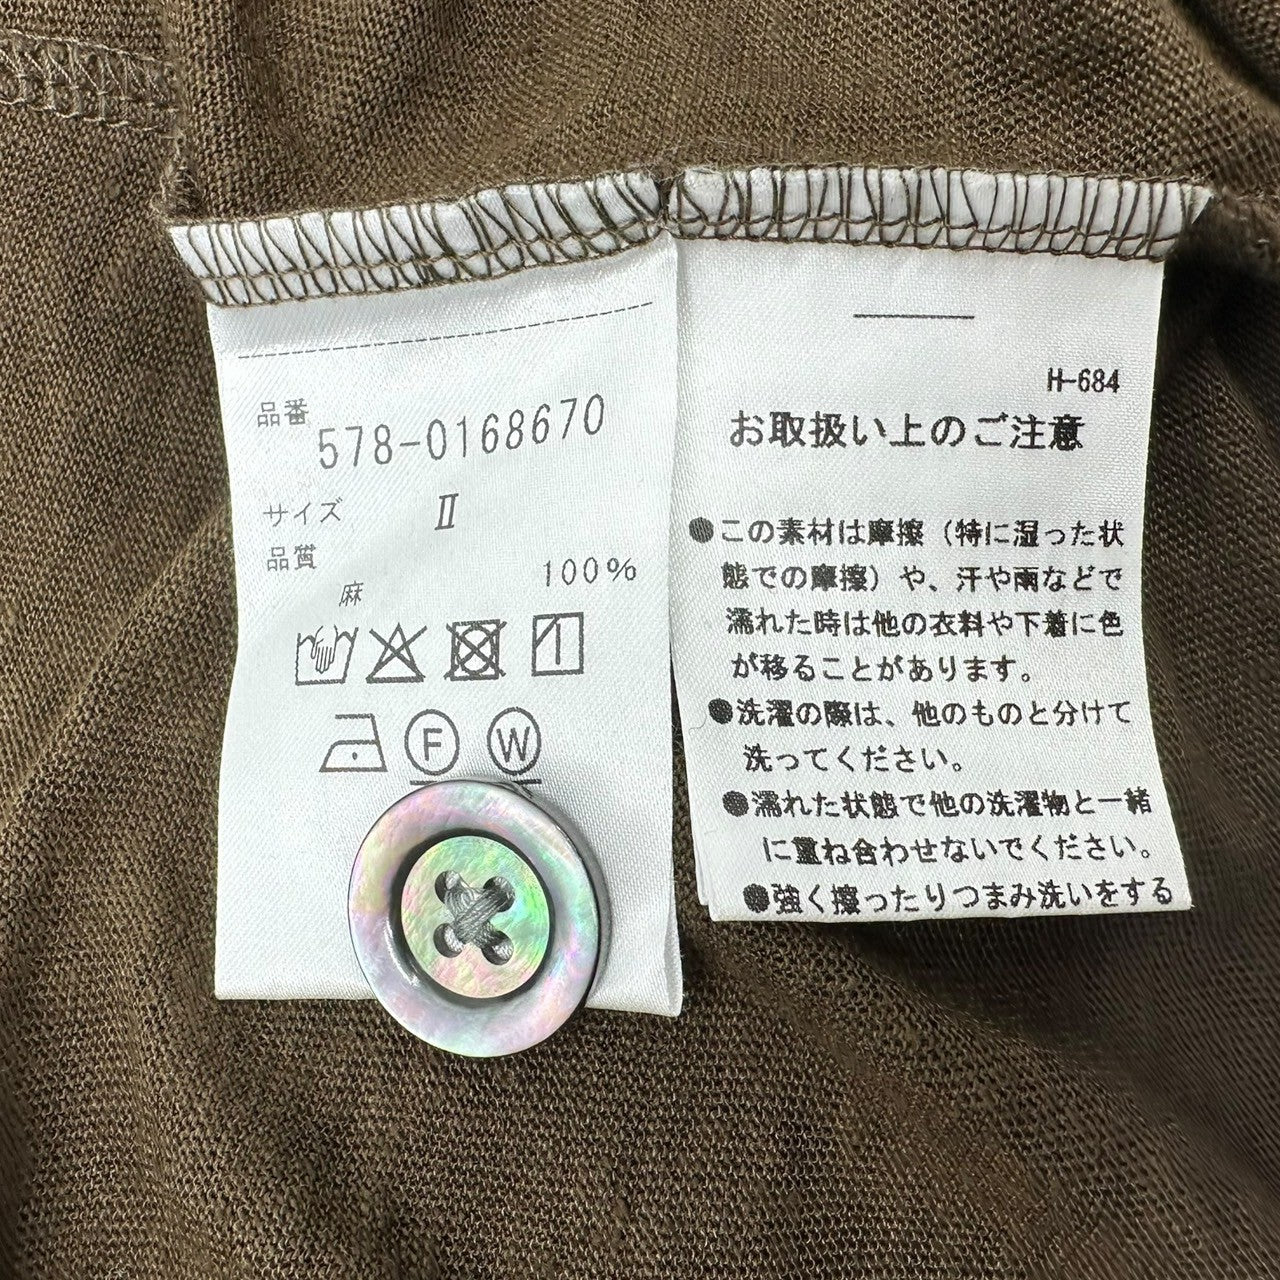 品番
578-0168670
サイズ Ⅱ
品質
麻 100%
F W
H-684
お取扱い上のご注意
●この素材は摩擦（特に湿った状
態での摩擦）や、汗や雨などで
濡れた時は他の衣料や下着に色
が移ることがあります。
●洗濯の際は、他のものと分けて
洗ってください。
●濡れた状態で他の洗濯物と一緒
に重ね合わせないでください。
●強く擦ったりつまみ洗いをする